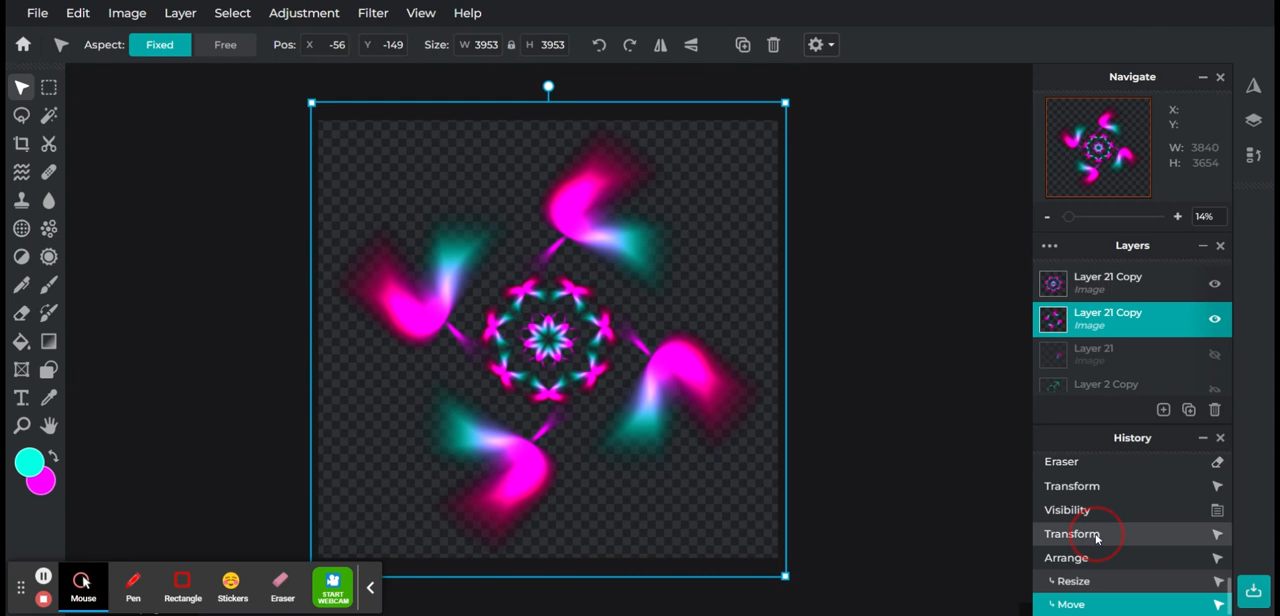 File Edit Image Layer Select Adjustment Filter View Help
Aspect: Fixed Free Pos: X -56 Y -149 Size: W 3953 H 3953
Navigate
X:
Y:
W: 3840
H: 3654
- + 14%
Layers
Layer 21 Copy
Image
Layer 21 Copy
Image
Layer 21
Image
Layer 2 Copy
History
Eraser
Transform
Visibility
Transform
Arrange
Resize
Move
T
Mouse Pen Rectangle Stickers Eraser START
WEBCAM